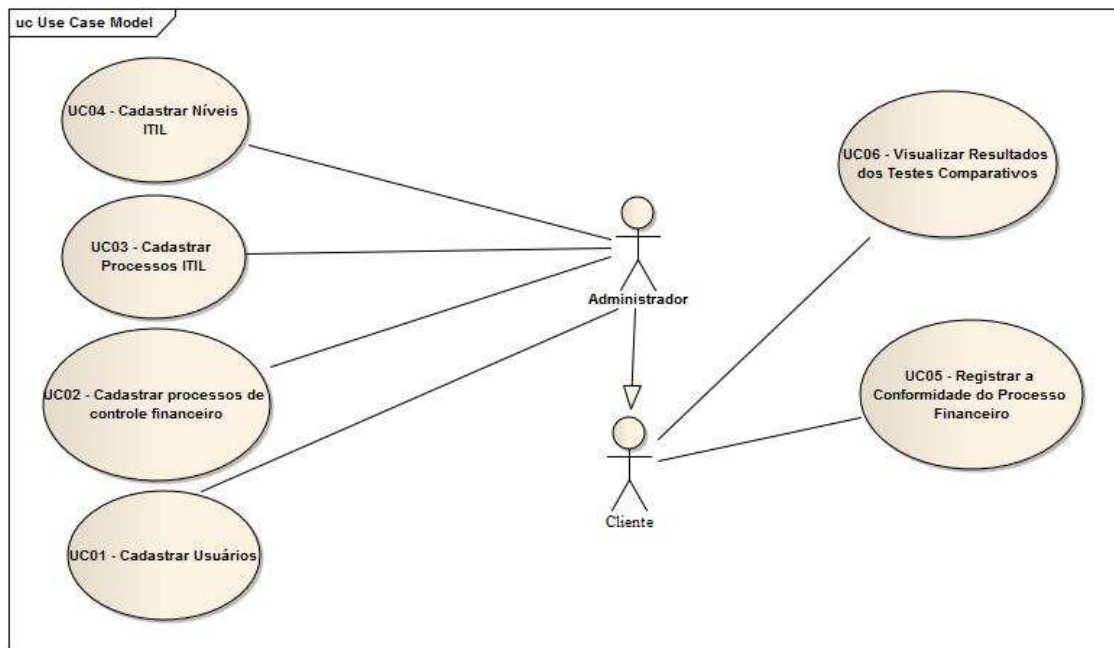 uc Use Case Model
UC04 - Cadastrar Níveis
ITIL
UC03 - Cadastrar
Processos ITIL
UC02 - Cadastrar processos de
controle financeiro
UC01 - Cadastrar Usuários
Administrador
Cliente
UC06 - Visualizar Resultados
dos Testes Comparativos
UC05 - Registrar a
Conformidade do Processo
Financeiro